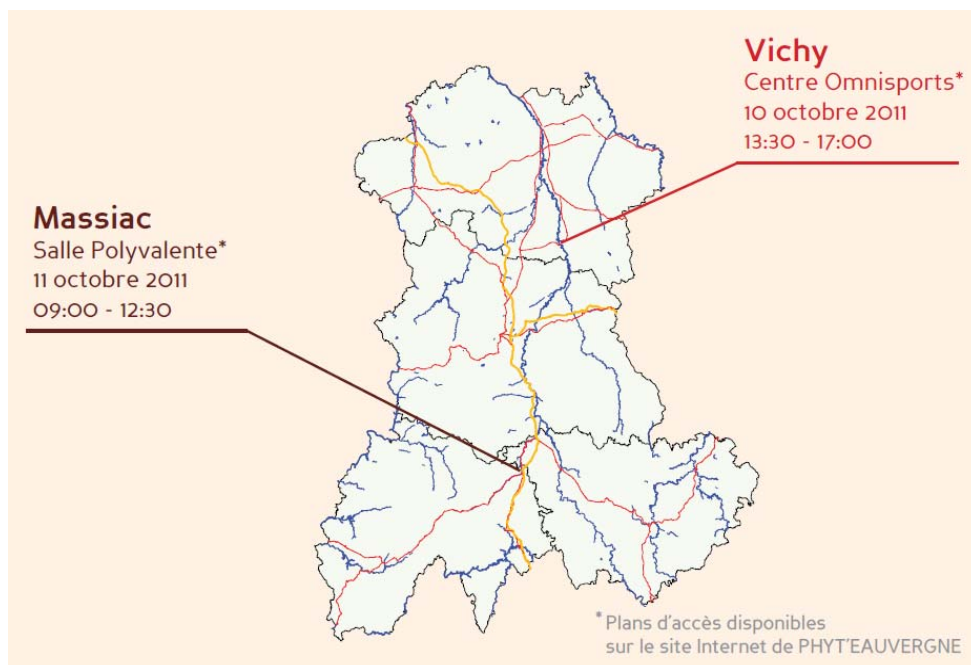 Vichy
Centre Omnisports*
10 octobre 2011
13:30 - 17:00
Massiac
Salle Polyvalente*
11 octobre 2011
09:00 - 12:30
* Plans d'accès disponibles
sur le site Internet de PHYT'EAUVERGNE